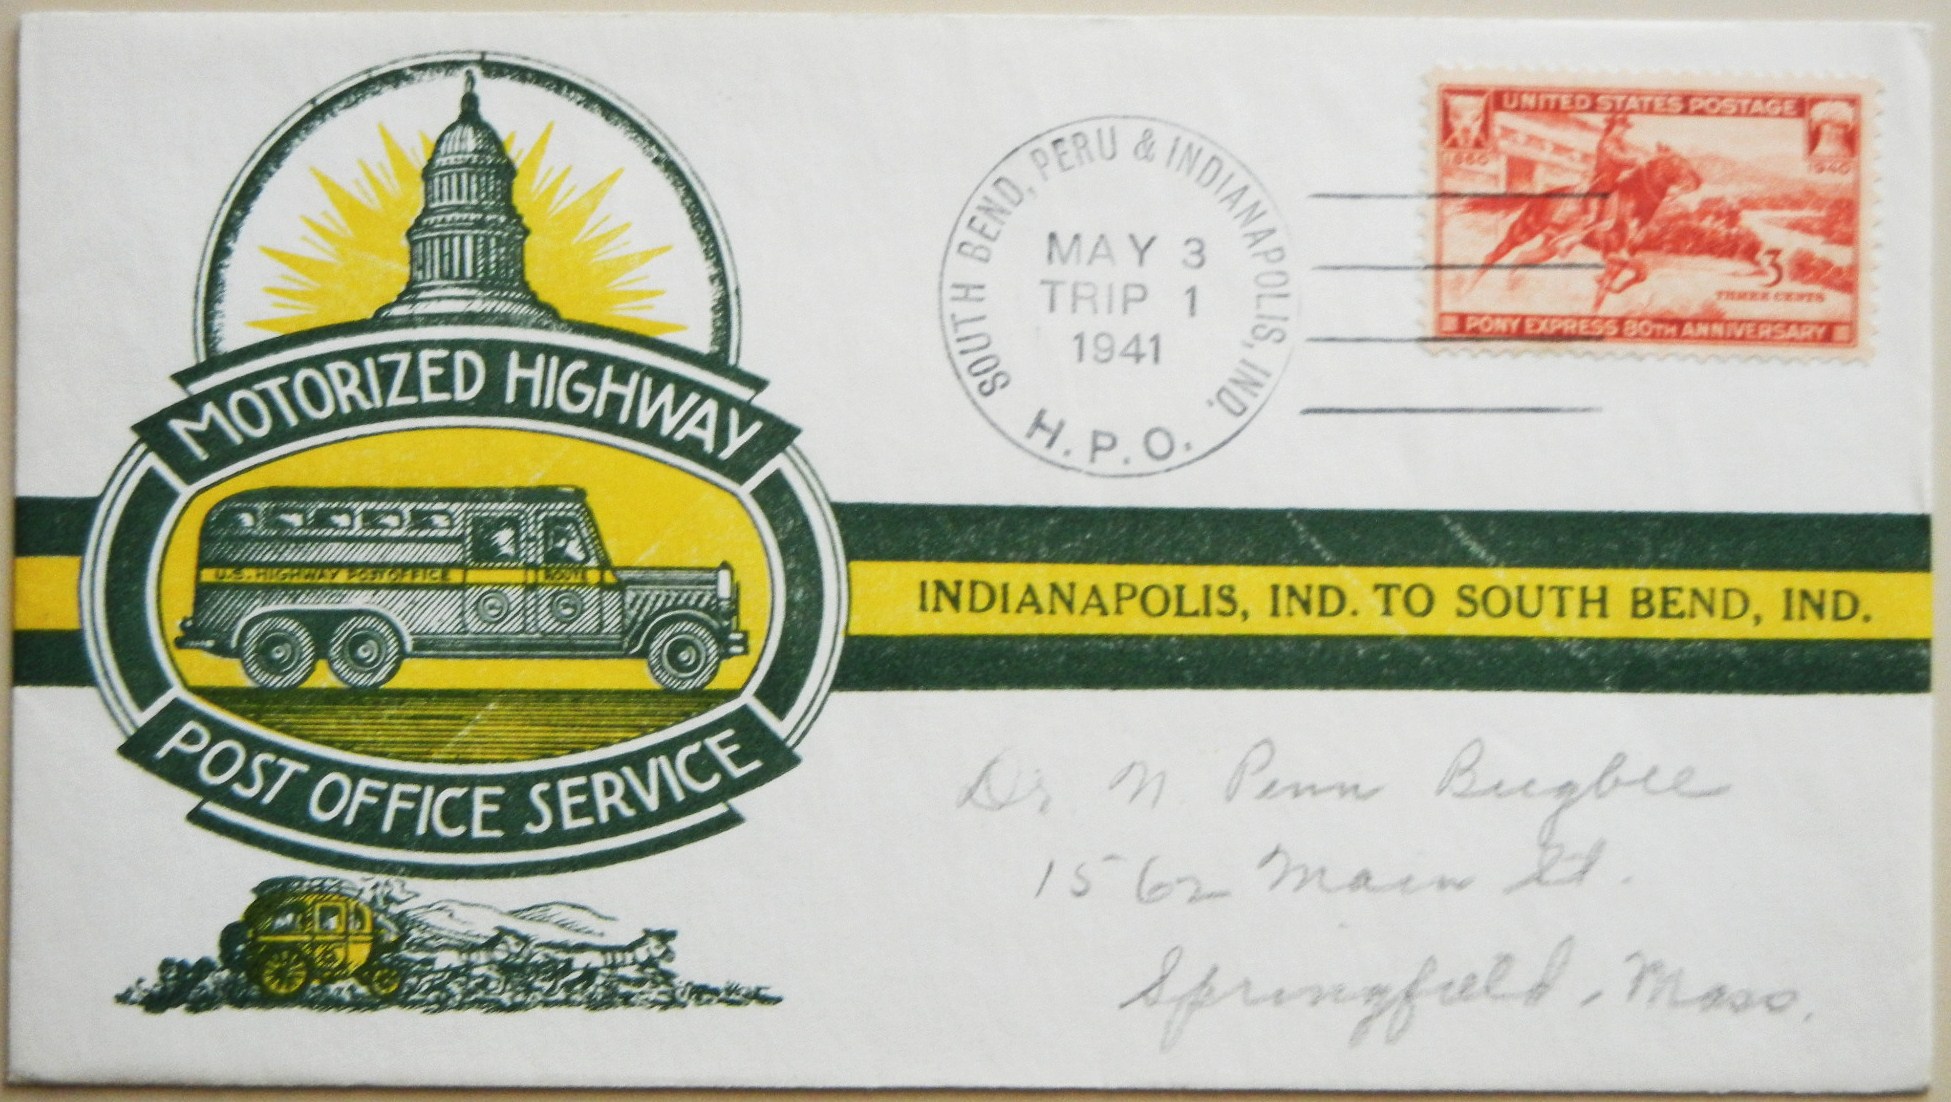 MOTORIZED HIGHWAY
U.S. HIGHWAY POST OFFICE ROUTE
POST OFFICE SERVICE
SOUTH BEND, PERU & INDIANAPOLIS, IND.
MAY 3
TRIP 1
1941
H.P.O.
UNITED STATES POSTAGE
1860 1940
3
THREE CENTS
PONY EXPRESS 80TH ANNIVERSARY
INDIANAPOLIS, IND. TO SOUTH BEND, IND.
Dr. N. Penn Bugbee
1562 Main St.
Springfield, Mass.